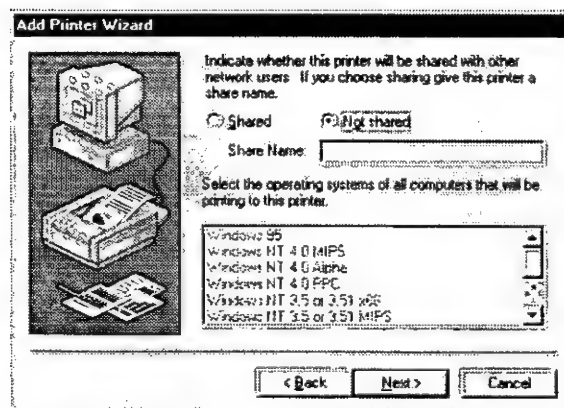 Add Printer Wizard
Indicate whether this printer will be shared with other
network users. If you choose sharing give this printer a
share name.
Shared Not shared
Share Name:
Select the operating systems of all computers that will be
printing to this printer.
Windows 95
Windows NT 4.0 MIPS
Windows NT 4.0 Alpha
Windows NT 4.0 PPC
Windows NT 3.5 or 3.51 x86
Windows NT 3.5 or 3.51 MIPS
< Back Next > Cancel